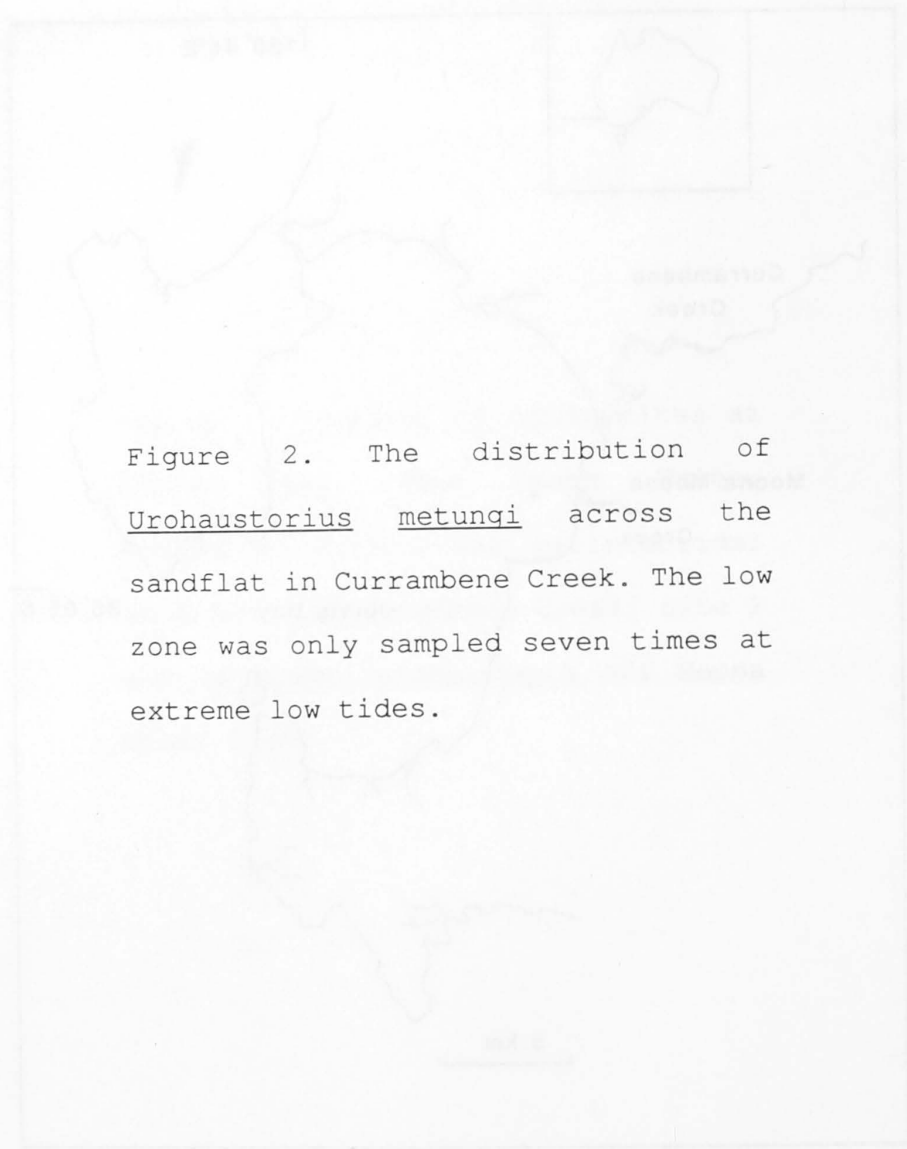 Figure 2. The distribution of
Urohaustorius metungi across the
sandflat in Currambene Creek. The low
zone was only sampled seven times at
extreme low tides.